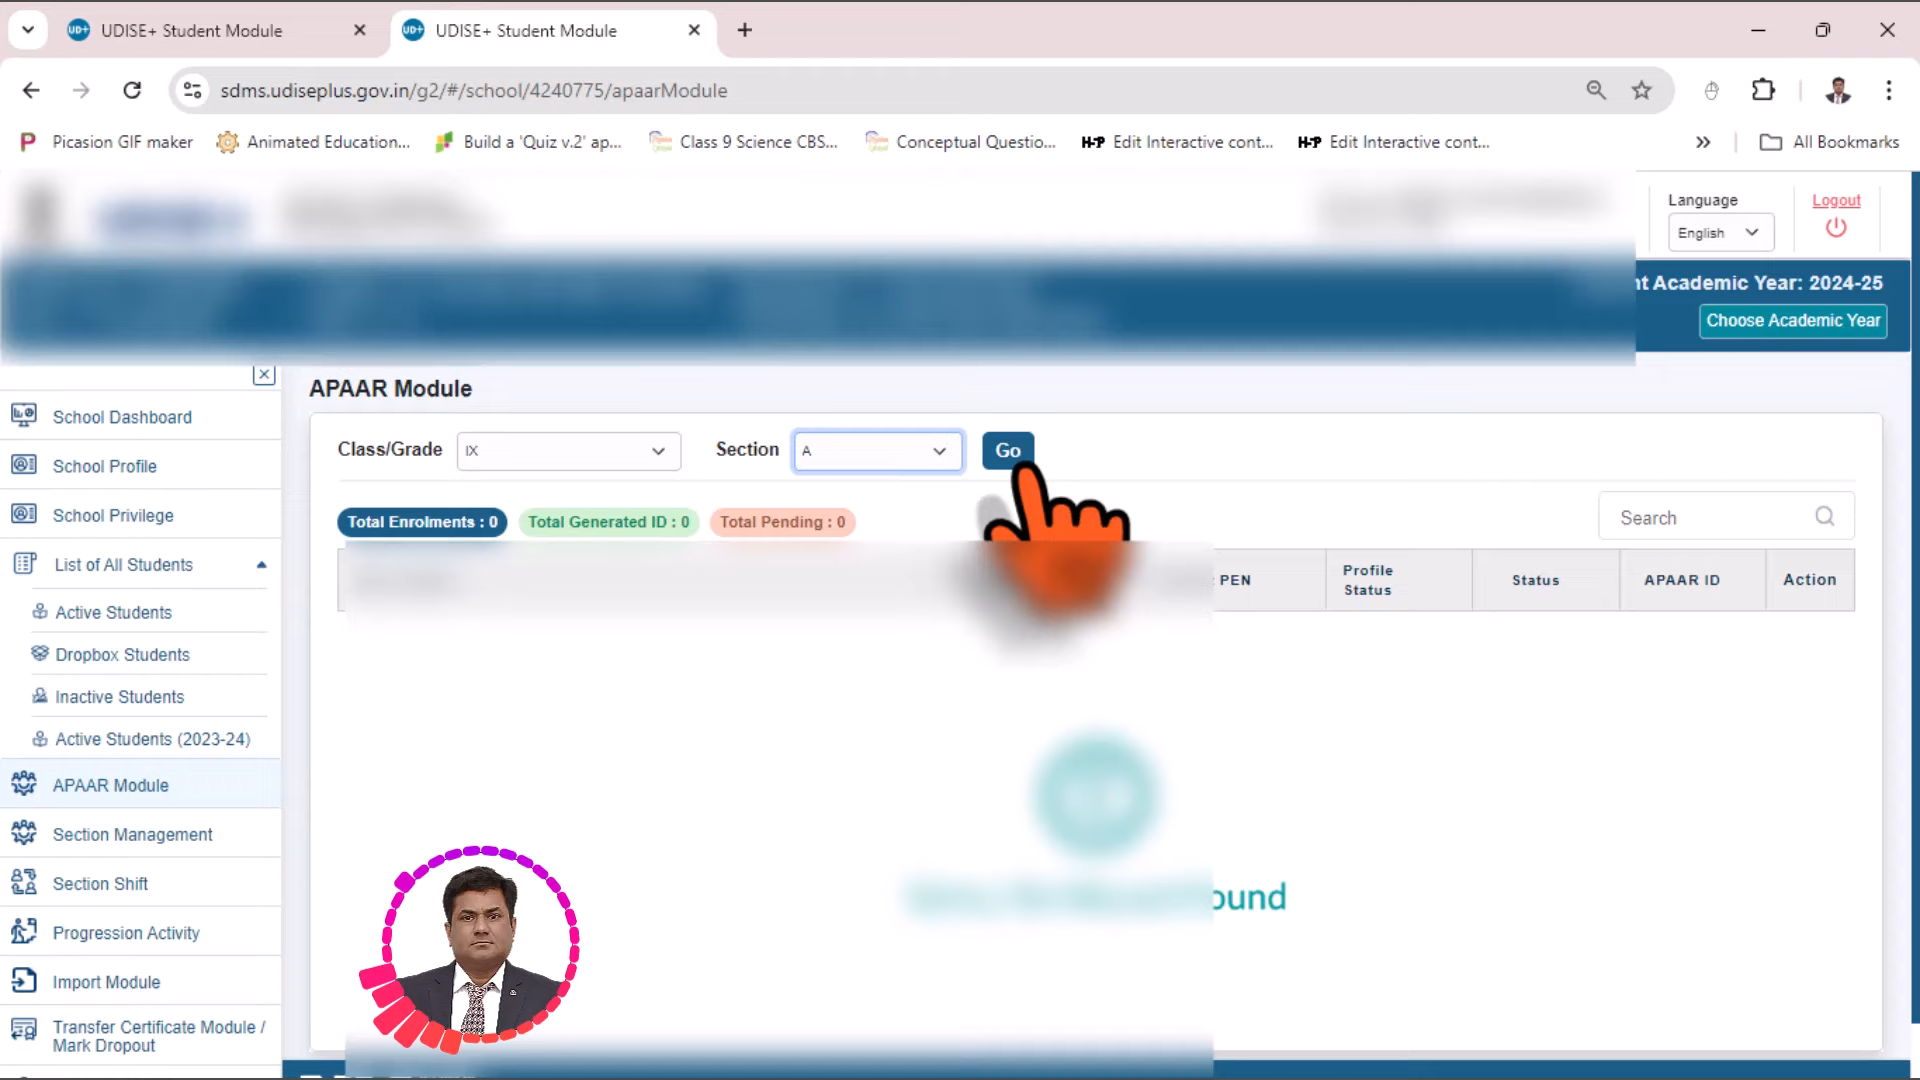 UDISE+ Student Module
UDISE+ Student Module
sdms.udiseplus.gov.in/g2/#/school/4240775/apaarModule
Picasion GIF maker
Animated Education...
Build a 'Quiz v.2' ap...
Class 9 Science CBS...
Conceptual Questio...
H-P Edit Interactive cont...
H-P Edit Interactive cont...
All Bookmarks
Language
English
Logout
Academic Year: 2024-25
Choose Academic Year
School Dashboard
School Profile
School Privilege
List of All Students
Active Students
Dropbox Students
Inactive Students
Active Students (2023-24)
APAAR Module
Section Management
Section Shift
Progression Activity
Import Module
Transfer Certificate Module /
Mark Dropout
APAAR Module
Class/Grade IX Section A Go
Total Enrolments : 0 Total Generated ID : 0 Total Pending : 0
Search
PEN
Profile
Status
Status
APAAR ID
Action